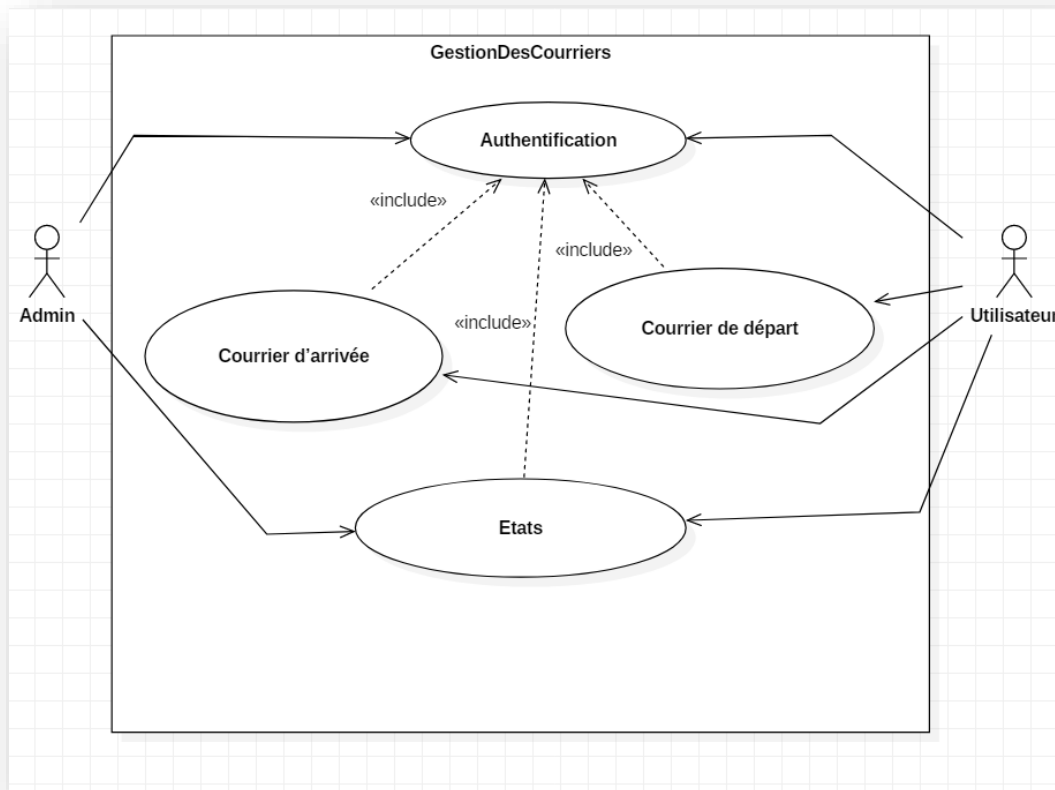 GestionDesCourriers
Authentification
«include»
«include»
Admin
Utilisateur
«include»
Courrier de départ
Courrier d’arrivée
Etats